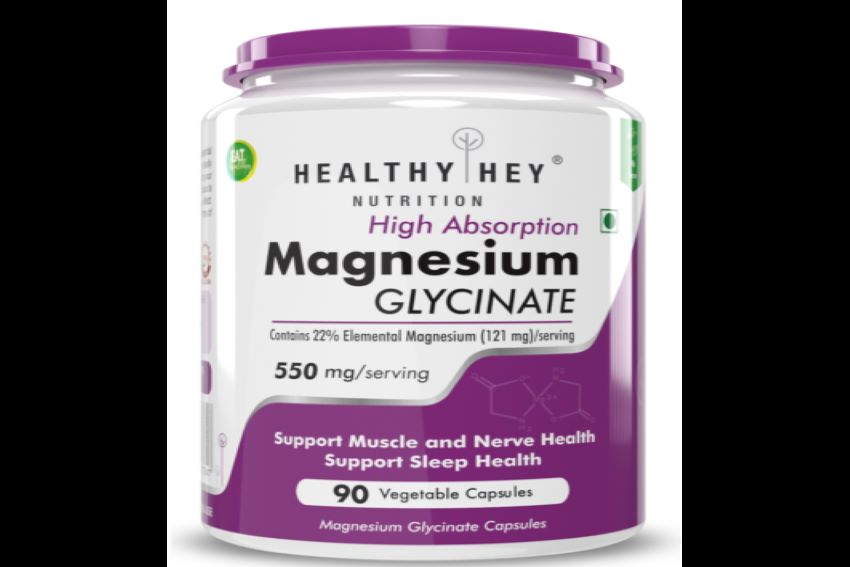 EAT.
HEALTHY HEY®
NUTRITION
High Absorption
Magnesium
GLYCINATE
Contains 22% Elemental Magnesium (121 mg)/serving
550 mg/serving
Support Muscle and Nerve Health
Support Sleep Health
90 Vegetable Capsules
Magnesium Glycinate Capsules